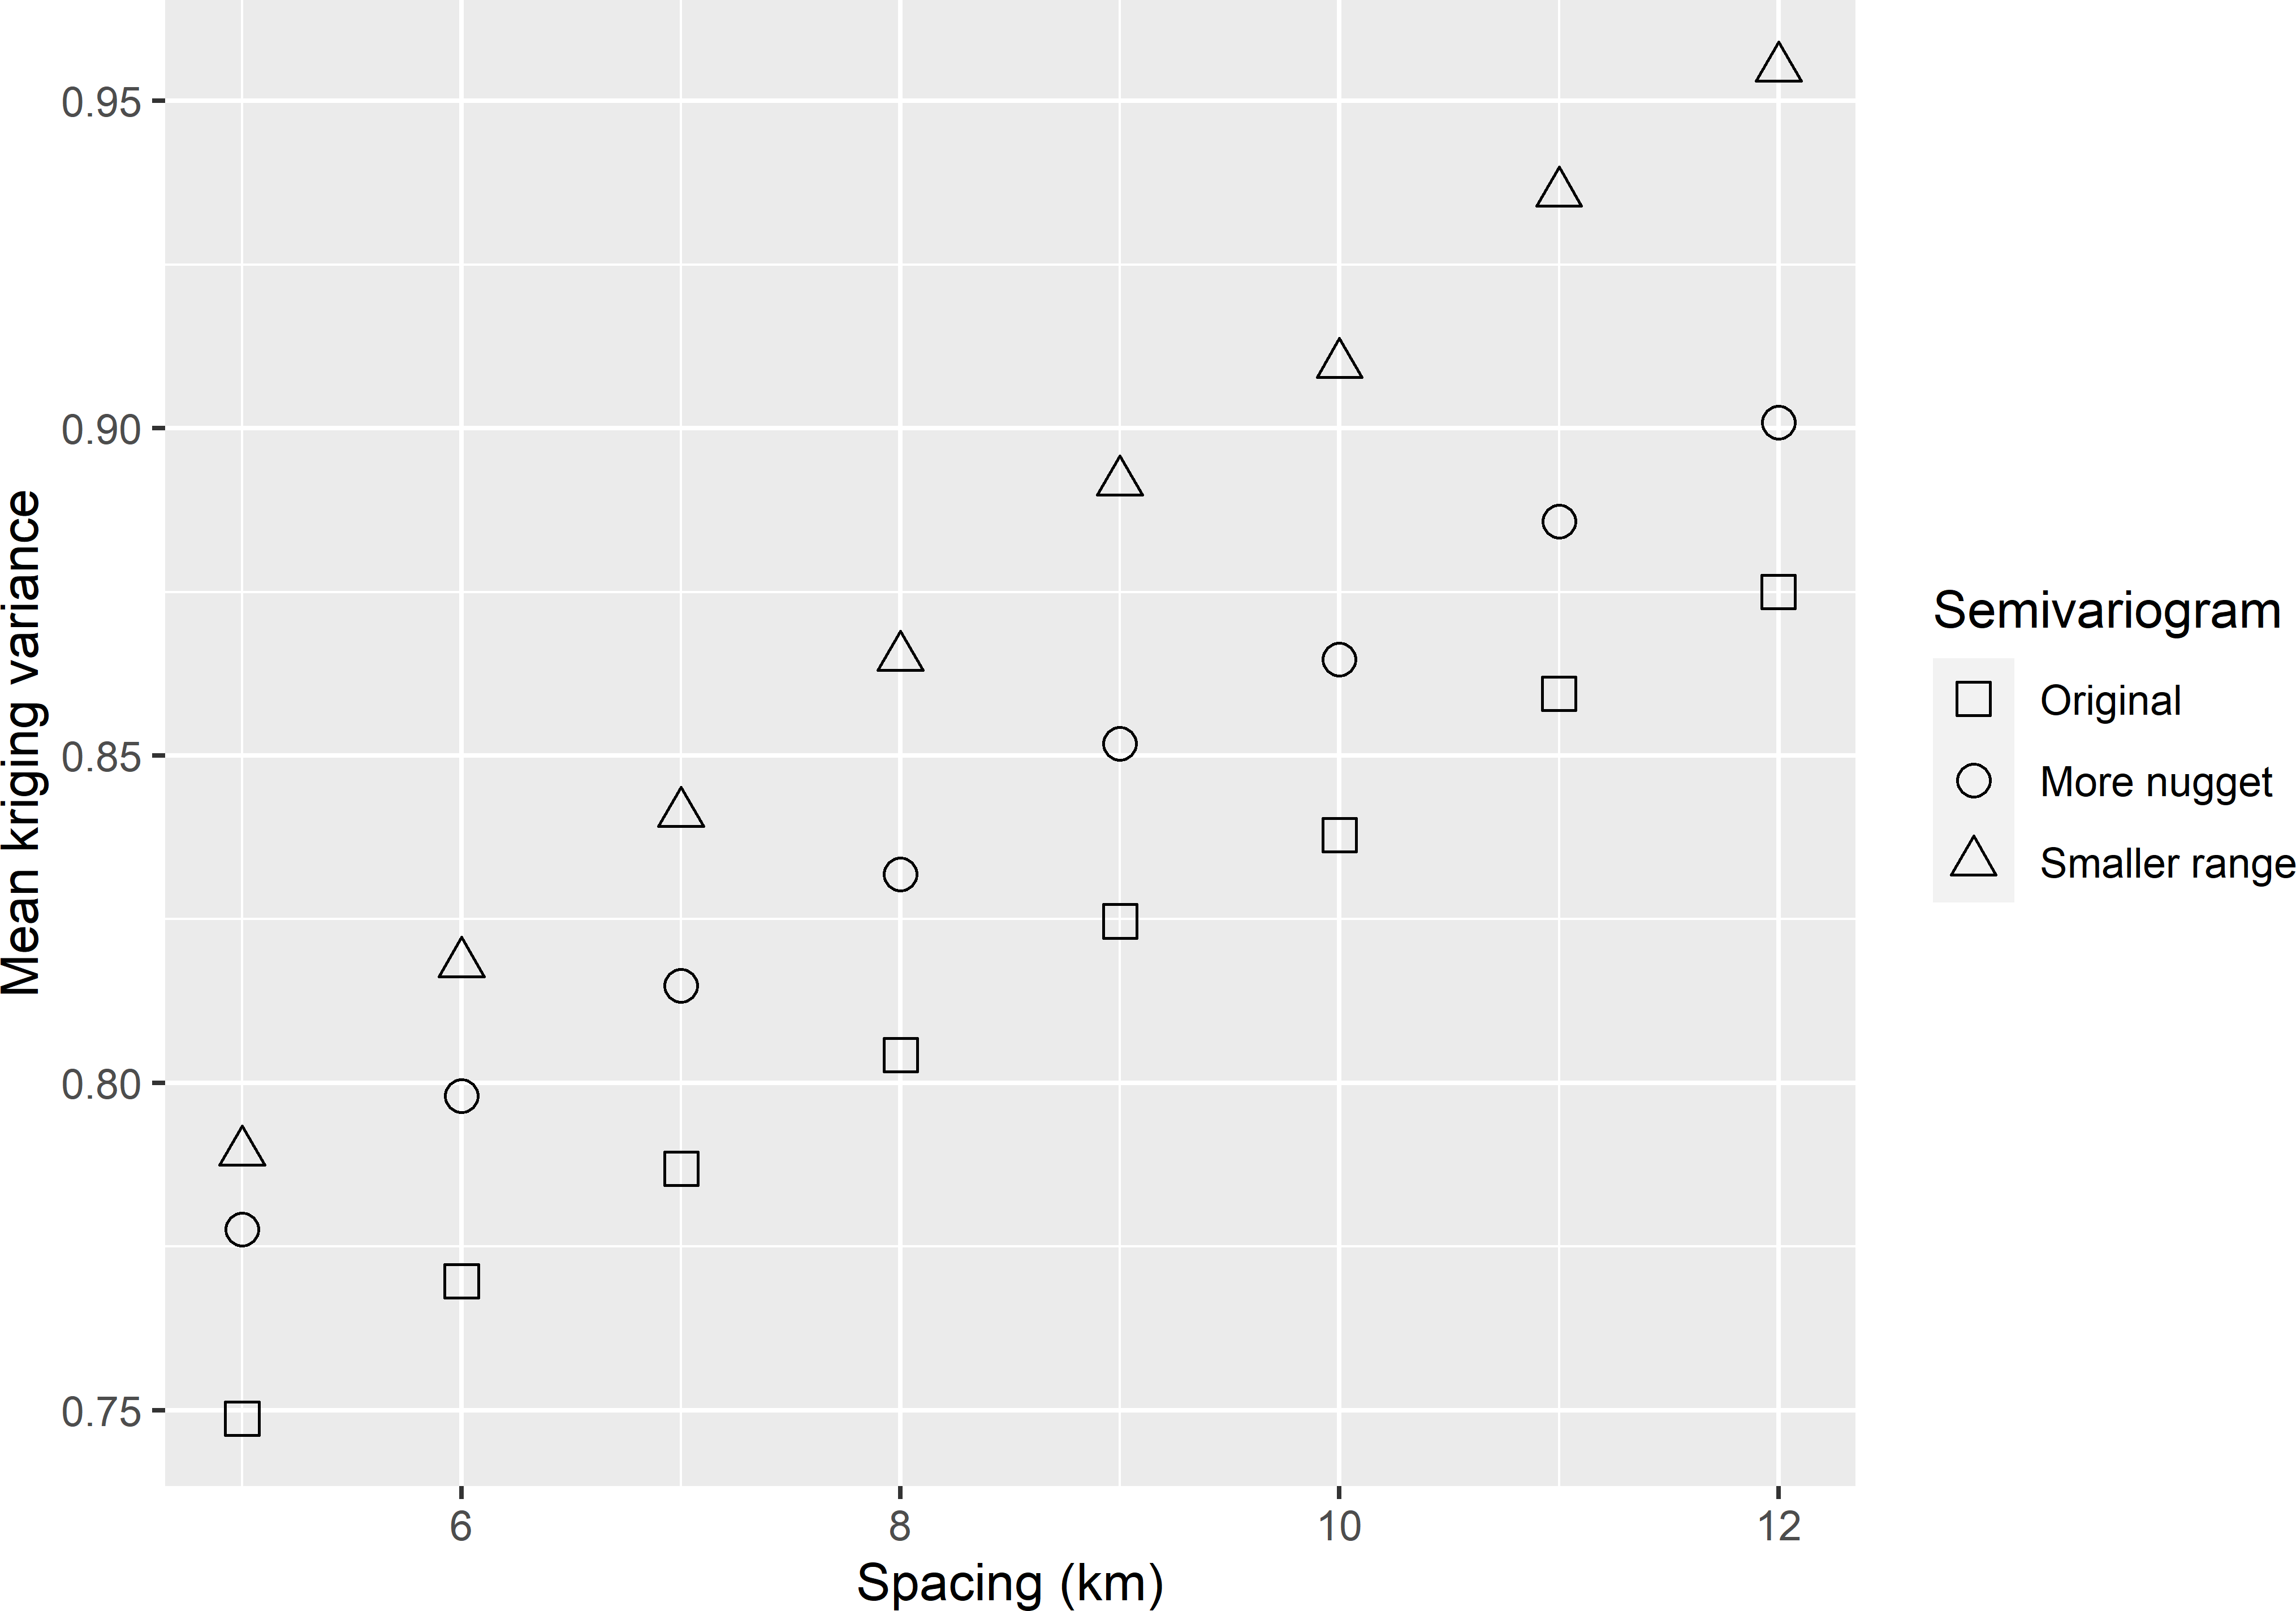 Mean kriging variance
0.95
0.90
0.85
0.80
0.75
6 8 10 12
Spacing (km)
Semivariogram
Original
More nugget
Smaller range